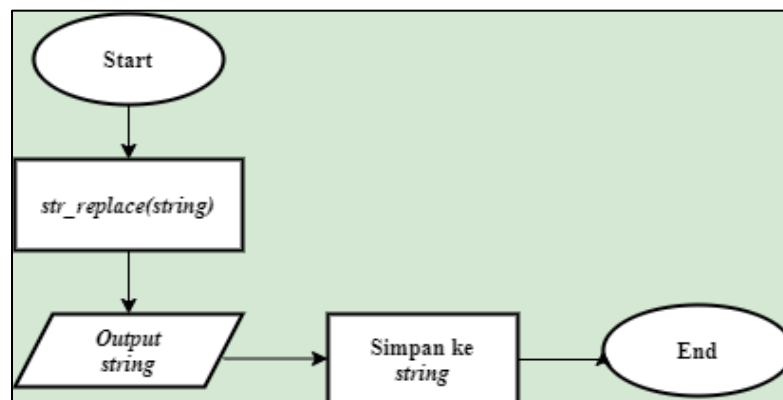 Start
str_replace(string)
Output
string
Simpan ke
string
End